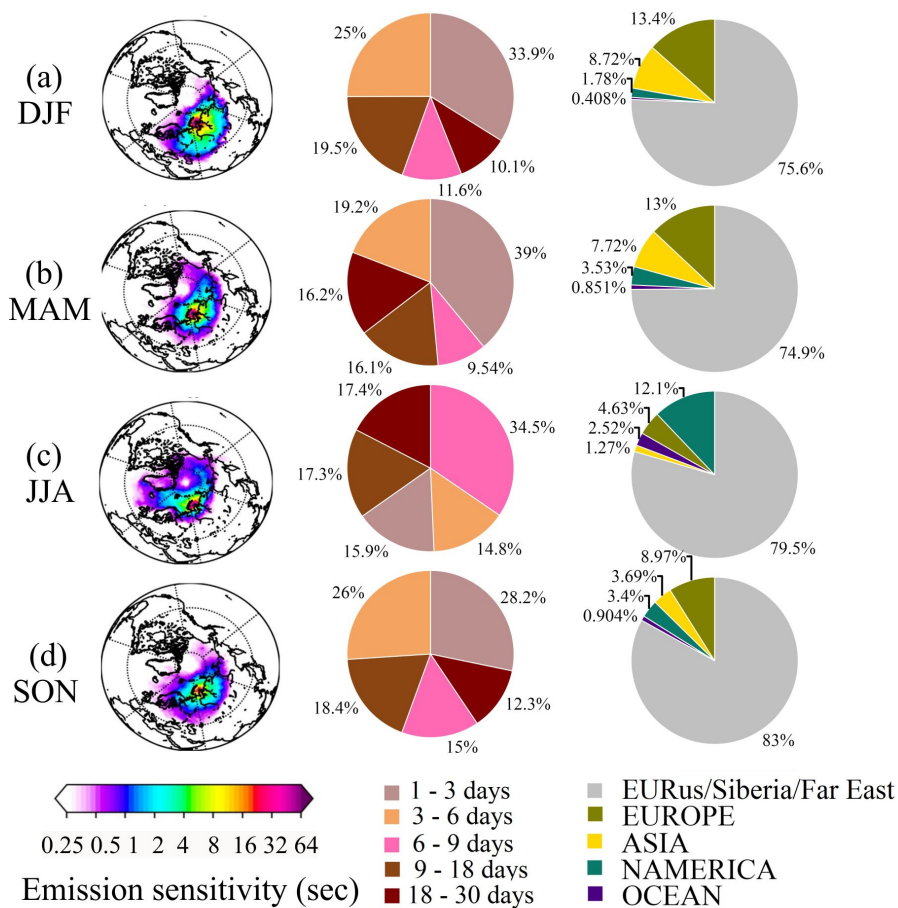 (a)
DJF
25%
33.9%
19.5%
10.1%
11.6%
13.4%
8.72%
1.78%
0.408%
75.6%
(b)
MAM
19.2%
39%
16.2%
16.1%
9.54%
13%
7.72%
3.53%
0.851%
74.9%
(c)
JJA
17.4%
34.5%
17.3%
15.9%
14.8%
12.1%
4.63%
2.52%
1.27%
79.5%
(d)
SON
26%
28.2%
18.4%
12.3%
15%
8.97%
3.69%
3.4%
0.904%
83%
0.25 0.5 1 2 4 8 16 32 64
Emission sensitivity (sec)
1 - 3 days
3 - 6 days
6 - 9 days
9 - 18 days
18 - 30 days
EURus/Siberia/Far East
EUROPE
ASIA
NAMERICA
OCEAN